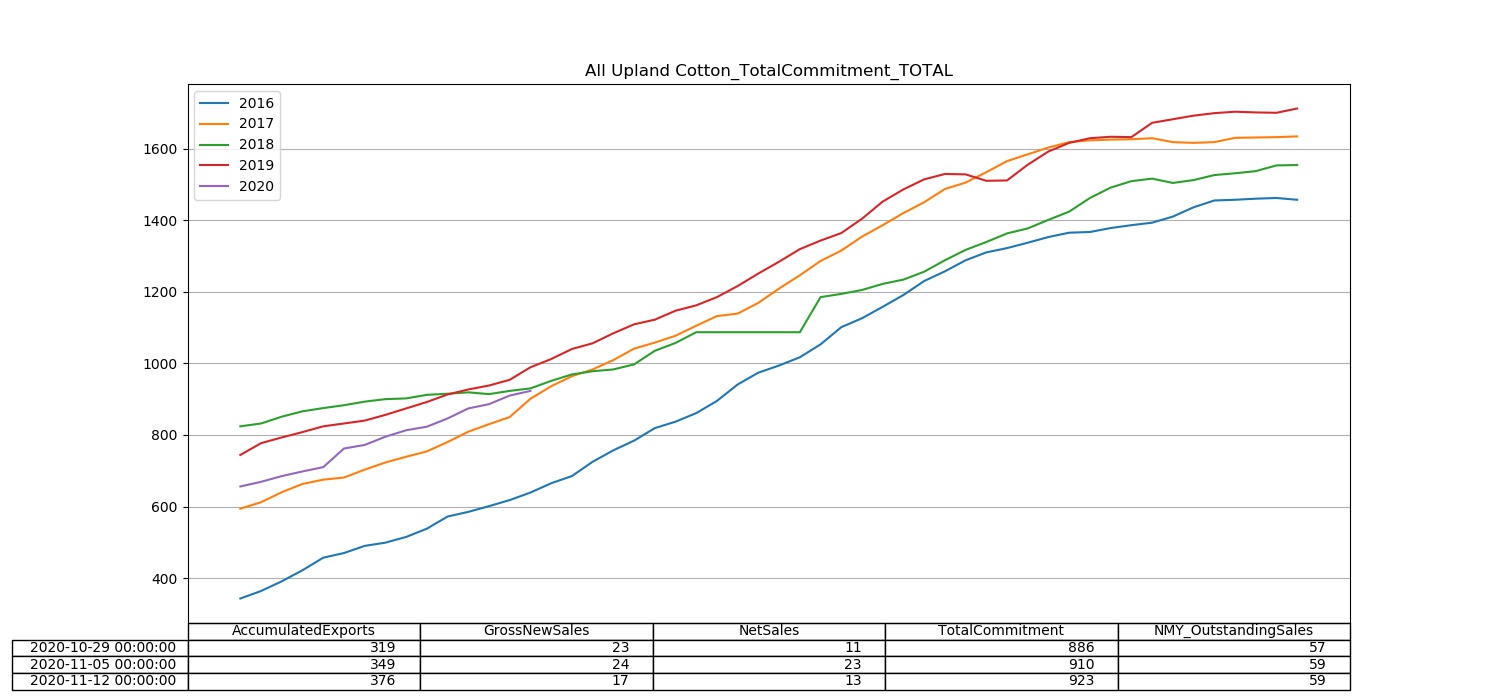 All Upland Cotton_TotalCommitment_TOTAL
2016
2017
2018
2019
2020
1600
1400
1200
1000
800
600
400
AccumulatedExports GrossNewSales NetSales TotalCommitment NMY_OutstandingSales
2020-10-29 00:00:00 319 23 11 886 57
2020-11-05 00:00:00 349 24 23 910 59
2020-11-12 00:00:00 376 17 13 923 59